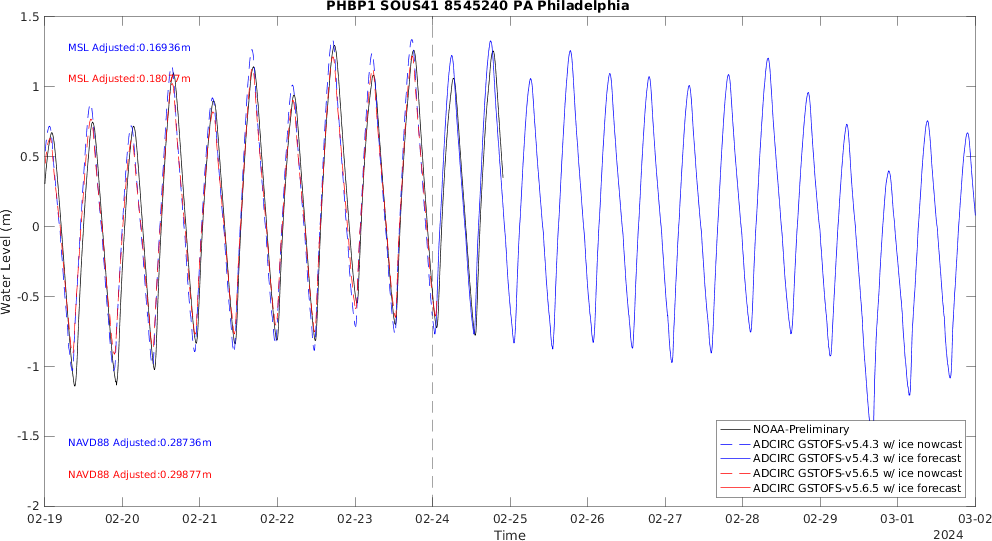 PHBP1 SOUS41 8545240 PA Philadelphia
1.5
1
0.5
0
-0.5
-1
-1.5
-2
Water Level (m)
MSL Adjusted:0.16936m
NAVD88 Adjusted:0.28736m
NAVD88 Adjusted:0.29877m
NOAA-Preliminary
ADCIRC GSTOFS-v5.4.3 w/ ice nowcast
ADCIRC GSTOFS-v5.4.3 w/ ice forecast
ADCIRC GSTOFS-v5.6.5 w/ ice nowcast
ADCIRC GSTOFS-v5.6.5 w/ ice forecast
02-19 02-20 02-21 02-22 02-23 02-24 02-25 02-26 02-27 02-28 02-29 03-01 03-02
Time
2024
MSL Adjusted: